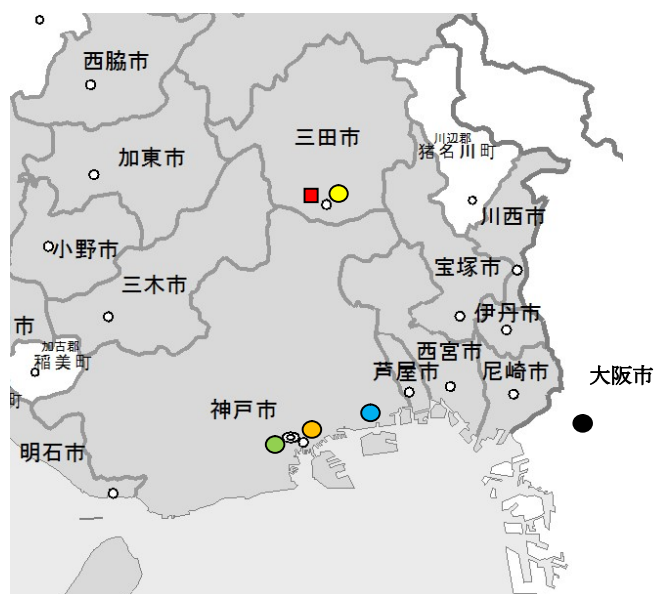 西脇市
三田市
川辺郡
猪名川町
加東市
川西市
小野市
宝塚市
三木市
伊丹市
市
加古郡
稲美町
西宮市
芦屋市
尼崎市
大阪市
町
神戸市
明石市